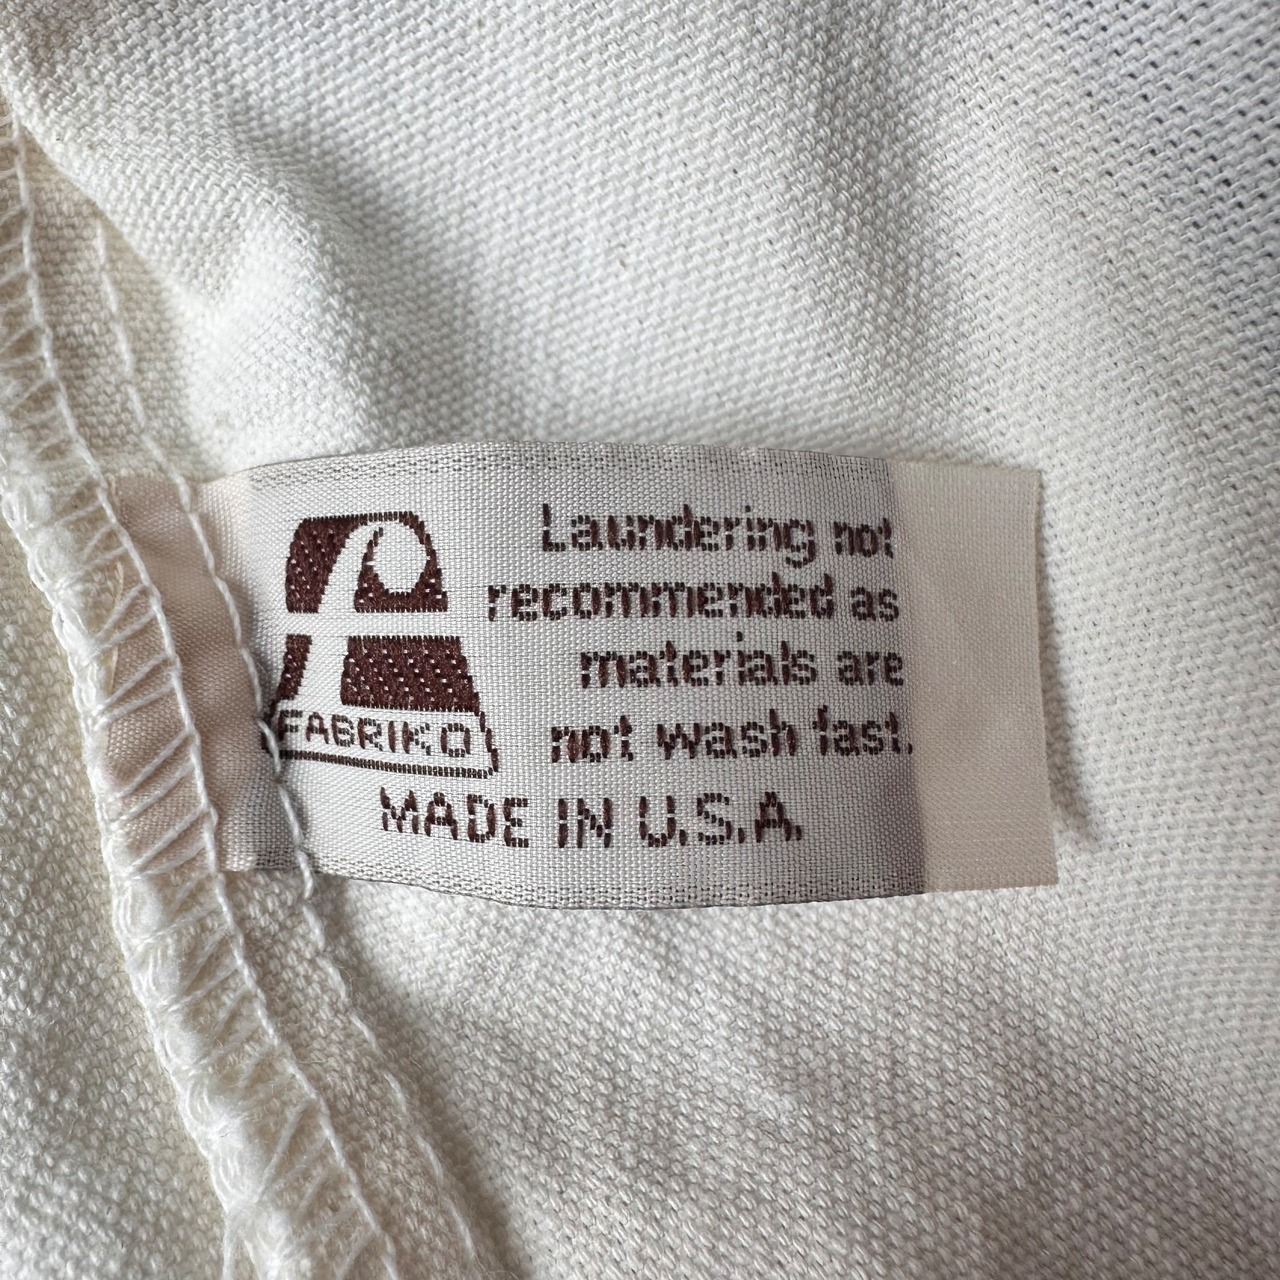 Laundering not
recommended as
materials are
not wash fast.
FABRIKO
MADE IN U.S.A.